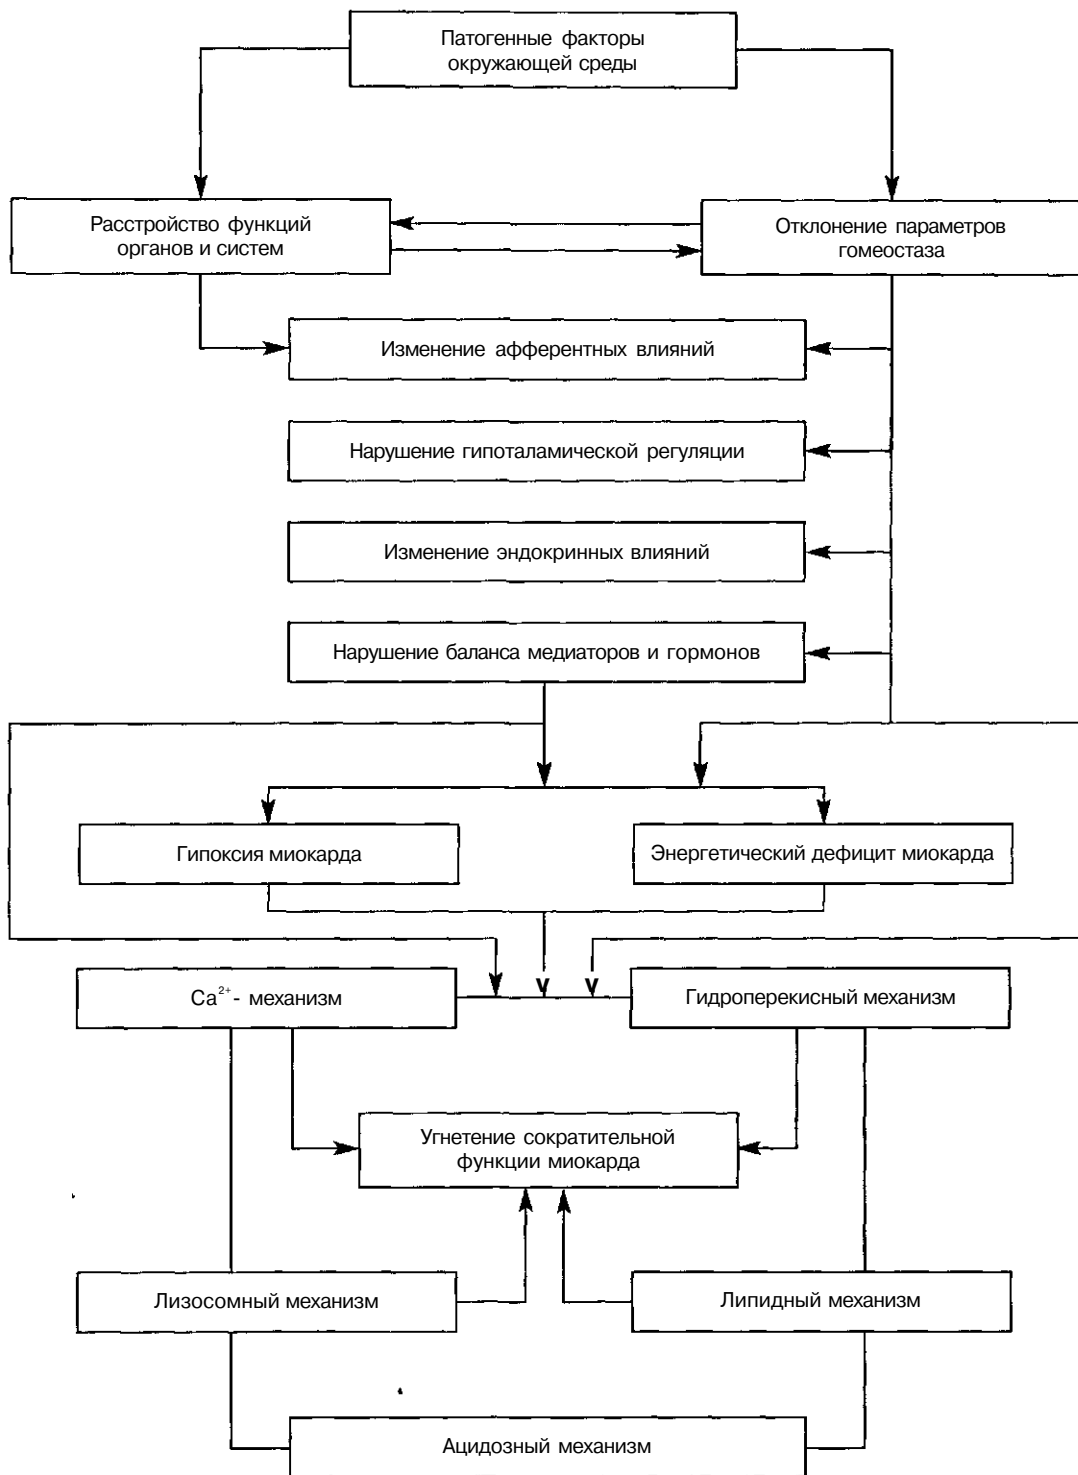 Патогенные факторы
окружающей среды
Расстройство функций
органов и систем
Отклонение параметров
гомеостаза
Изменение афферентных влияний
Нарушение гипоталамической регуляции
Изменение эндокринных влияний
Нарушение баланса медиаторов и гормонов
Гипоксия миокарда
Энергетический дефицит миокарда
Ca²⁺- механизм
Гидроперекисный механизм
Угнетение сократительной
функции миокарда
Лизосомный механизм
Липидный механизм
Ацидозный механизм